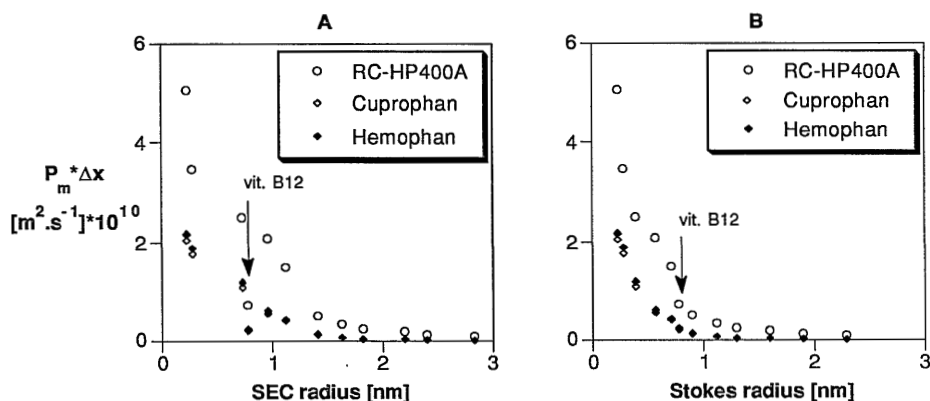 A
6
4
2
0
0
1
2
3
RC-HP400A
Cuprophan
Hemophan
vit. B12
P_m*Δx
[m².s⁻¹]*10¹⁰
SEC radius [nm]
B
6
4
2
0
0
1
2
3
RC-HP400A
Cuprophan
Hemophan
vit. B12
Stokes radius [nm]